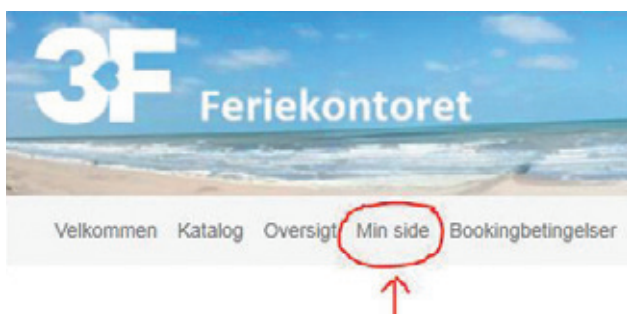 3F
Feriekontoret
Velkommen Katalog Oversigt Min side Bookingbetingelser